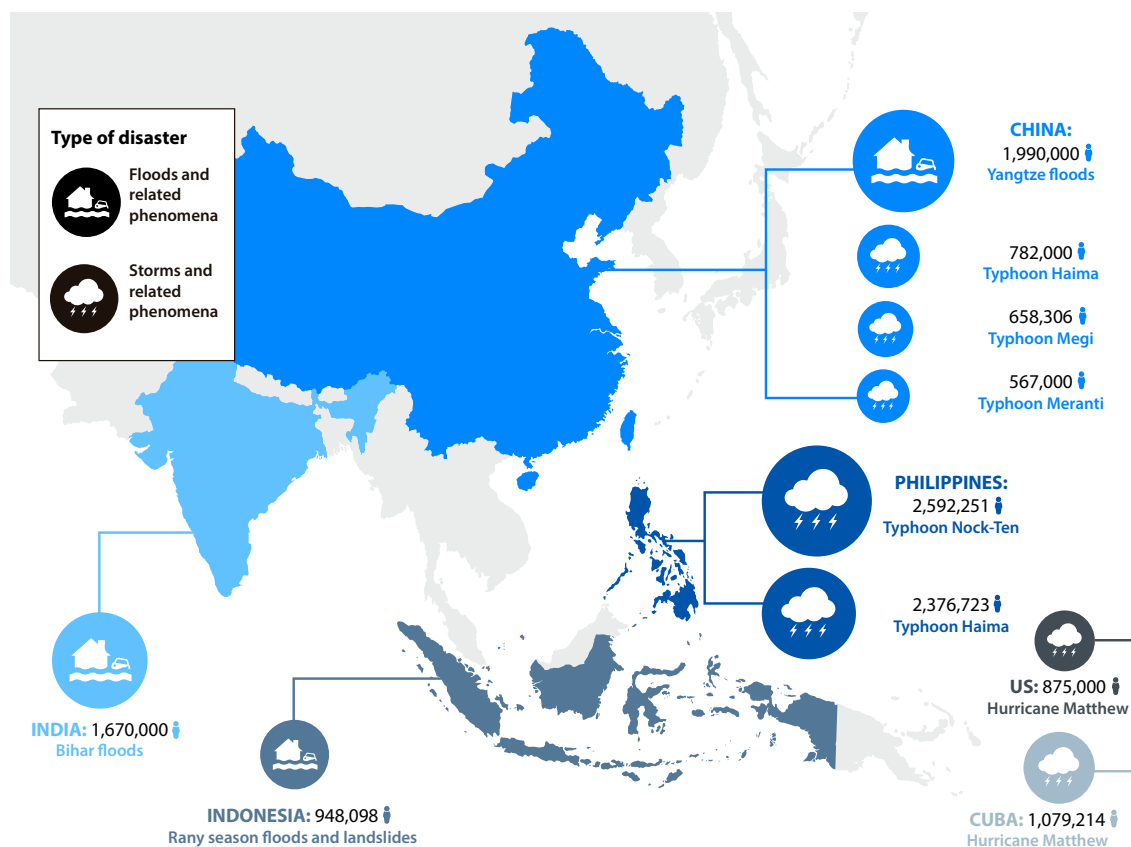 Type of disaster
Floods and
related
phenomena
Storms and
related
phenomena
CHINA:
1,990,000
Yangtze floods
782,000
Typhoon Haima
658,306
Typhoon Megi
567,000
Typhoon Meranti
PHILIPPINES:
2,592,251
Typhoon Nock-Ten
2,376,723
Typhoon Haima
INDIA: 1,670,000
Bihar floods
INDONESIA: 948,098
Rany season floods and landslides
US: 875,000
Hurricane Matthew
CUBA: 1,079,214
Hurricane Matthew